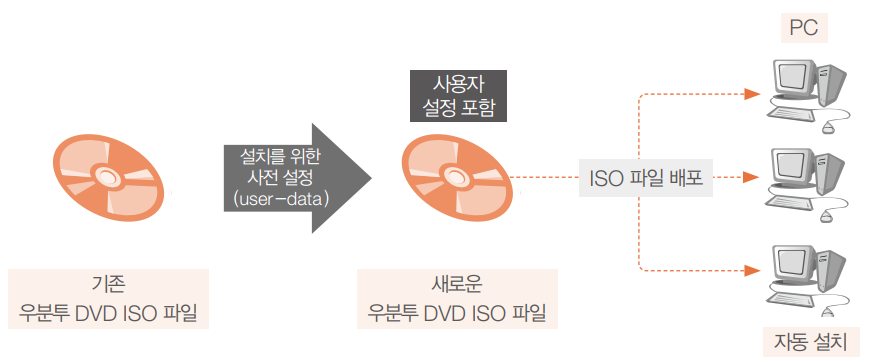 PC
사용자
설정 포함
설치를 위한
사전 설정
(user-data)
ISO 파일 배포
기존
우분투 DVD ISO 파일
새로운
우분투 DVD ISO 파일
자동 설치